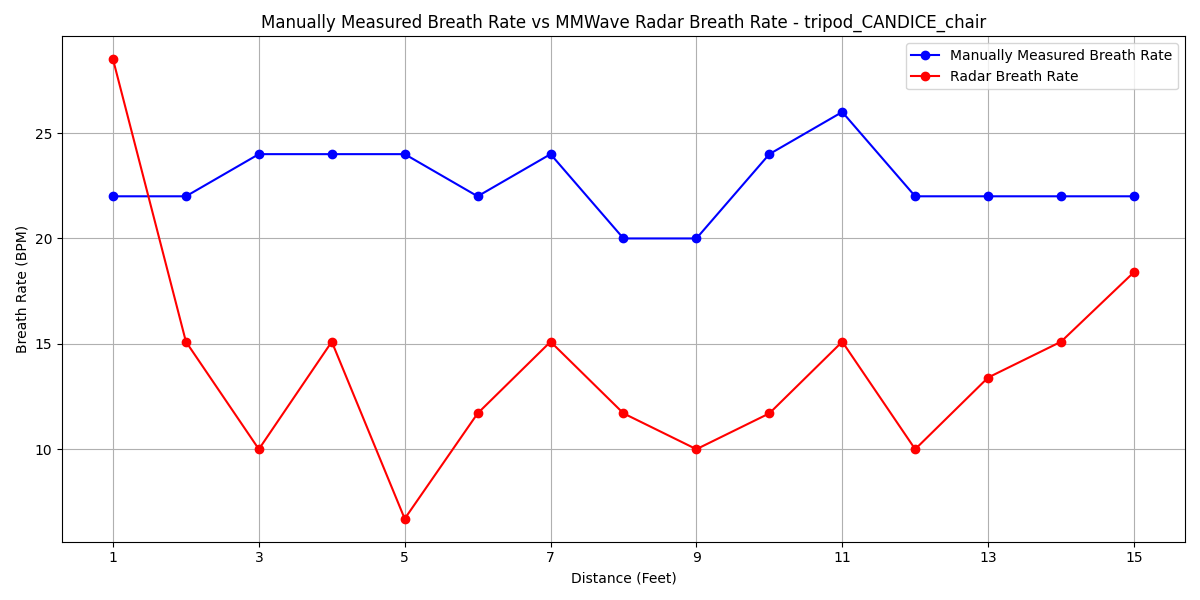 Manually Measured Breath Rate vs MMWave Radar Breath Rate - tripod_CANDICE_chair
Manually Measured Breath Rate
Radar Breath Rate
Breath Rate (BPM)
25
20
15
10
1 3 5 7 9 11 13 15
Distance (Feet)